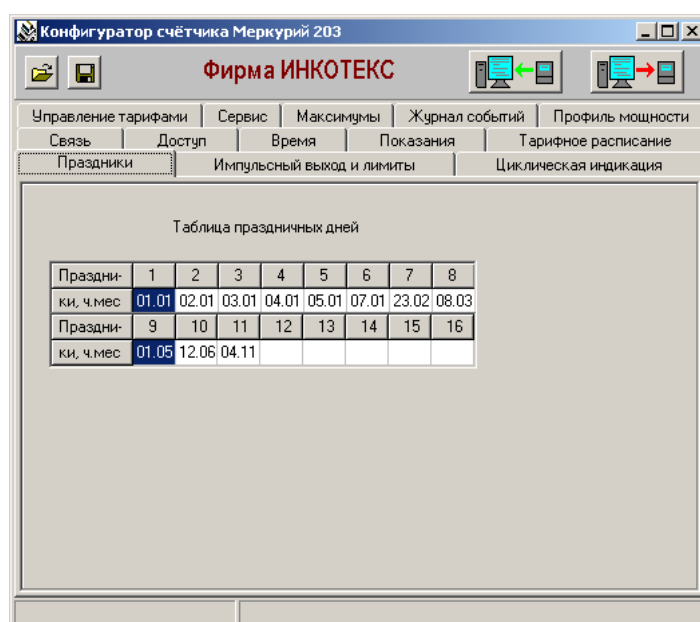 Конфигуратор счётчика Меркурий 203
Фирма ИНКОТЕКС
Управление тарифами Сервис Максимумы Журнал событий Профиль мощности
Связь Доступ Время Показания Тарифное расписание
Праздники Импульсный выход и лимиты Циклическая индикация
Таблица праздничных дней
Праздни- 1 2 3 4 5 6 7 8
ки, ч.мес 01.01 02.01 03.01 04.01 05.01 07.01 23.02 08.03
Праздни- 9 10 11 12 13 14 15 16
ки, ч.мес 01.05 12.06 04.11